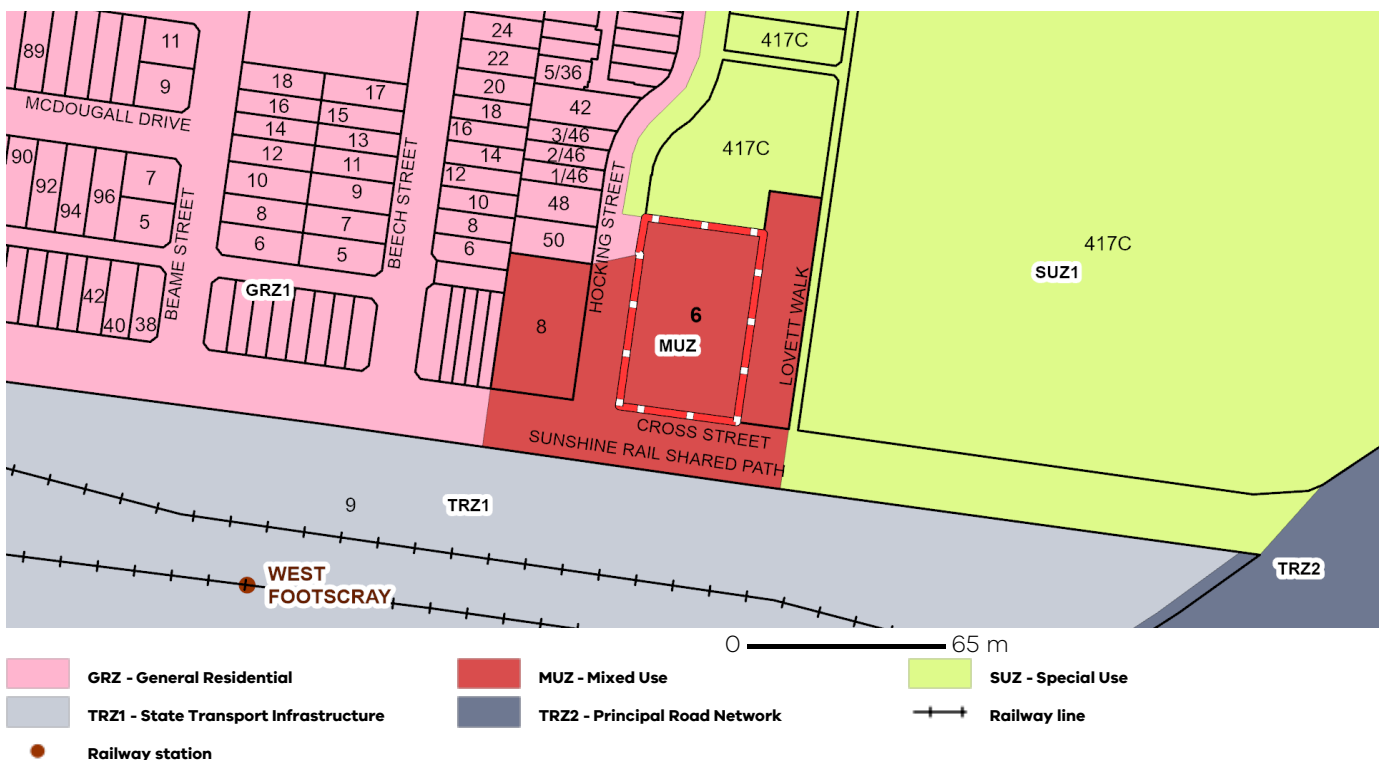 24
417C
11
89
22
5/36
9
18
17
20
42
MCDOUGALL DRIVE
16
15
18
3/46
14
13
16
2/46
417C
90
12
11
14
1/46
7
92
96
10
9
12
48
94
5
8
7
10
HOCKING STREET
BEECH STREET
BEAME STREET
6
5
8
6
50
417C
SUZ1
GRZ1
42
40
38
8
6
MUZ
LOVETT WALK
CROSS STREET
SUNSHINE RAIL SHARED PATH
9
TRZ1
WEST
FOOTSCRAY
TRZ2
0
65 m
GRZ - General Residential
MUZ - Mixed Use
SUZ - Special Use
TRZ1 - State Transport Infrastructure
TRZ2 - Principal Road Network
Railway line
Railway station